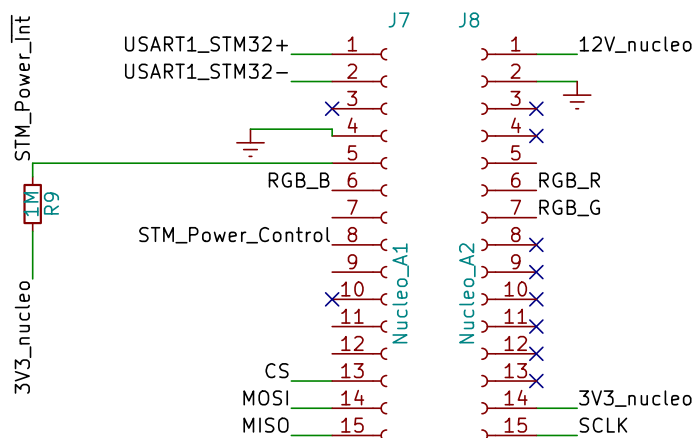 J7
J8
USART1_STM32+
1
1
12V_nucleo
USART1_STM32-
2
2
3
3
4
4
STM_Power_Int
5
5
RGB_B
6
6
RGB_R
1M
R9
7
7
RGB_G
STM_Power_Control
8
8
9
9
Nucleo_A1
Nucleo_A2
10
10
3V3_nucleo
11
11
12
12
CS
13
13
MOSI
14
14
3V3_nucleo
MISO
15
15
SCLK